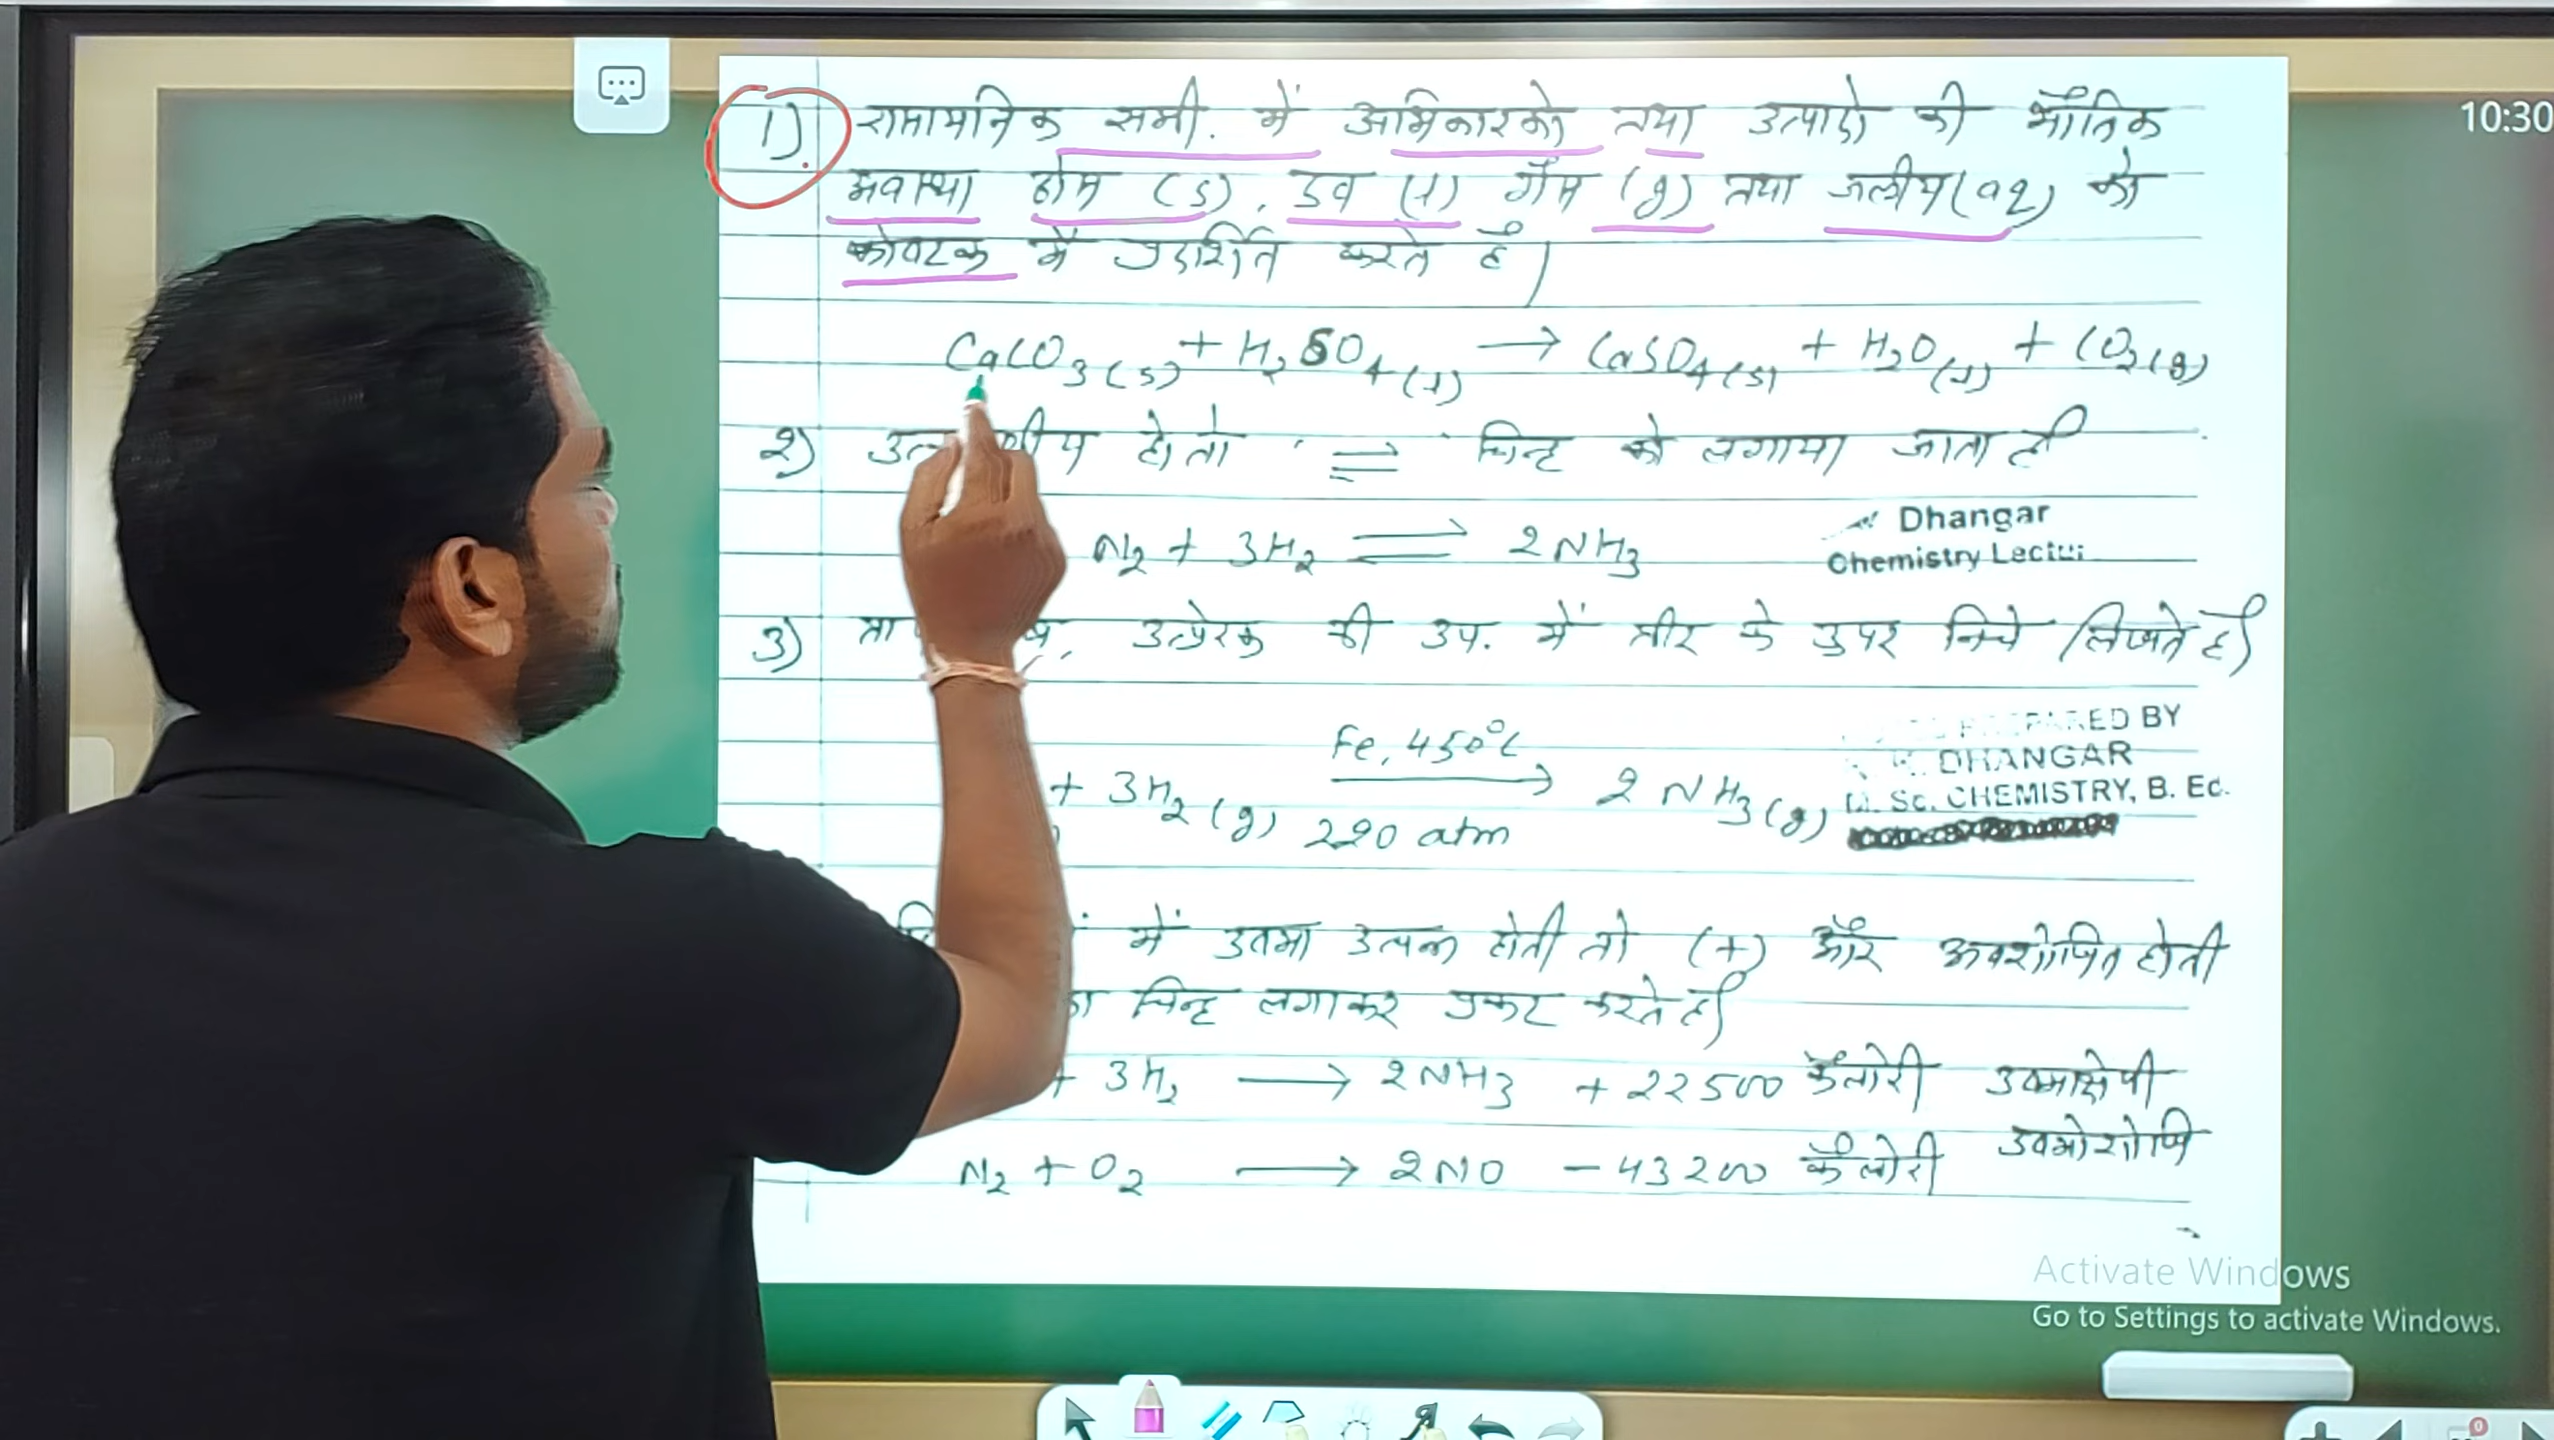 10:30
1) रासायनिक समी. में अभिकारको तथा उत्पादो की भौतिक
अवस्था ठोस (s), द्रव (l) गैस (g) तथा जलीय (aq) को
कोष्टक में प्रदर्शित करते है|
CaCO3(s) + H2SO4(l) → CaSO4(s) + H2O(l) + CO2(g)
2) हो तो ⇌ चिन्ह को लगाया जाता है|
N2 + 3H2 ⇌ 2NH3
Dhangar
Chemistry Lectu
3) उत्प्रेरक की उप. में तीर के उपर निचे लिखते है|
Fe, 450°C
+ 3H2(g) → 2NH3(g)
220 atm
PREPARED BY
DHANGAR
M. Sc. CHEMISTRY, B. Ed.
में उष्मा उत्पन्न होती तो (+) और अवशोषित होती
का चिन्ह लगाकर प्रकट करते है|
+ 3H2 → 2NH3 + 22500 कैलोरी उष्माक्षेपी
N2 + O2 → 2NO - 43200 कैलोरी उष्माशोषि
Activate Windows
Go to Settings to activate Windows.